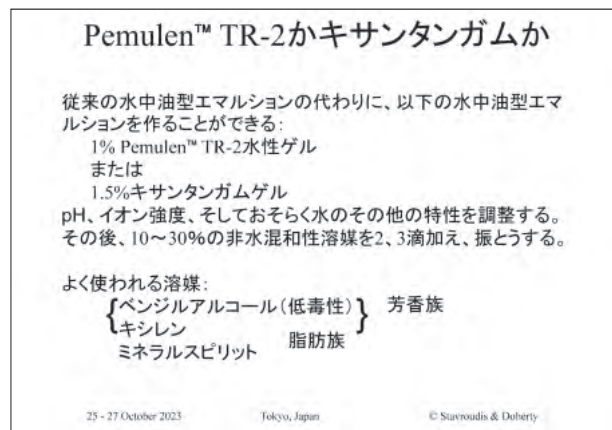 Pemulen™ TR-2かキサンタンガムか
従来の水中油型エマルションの代わりに、以下の水中油型エマ
ルションを作ることができる：
1% Pemulen™ TR-2水性ゲル
または
1.5%キサンタンガムゲル
pH、イオン強度、そしておそらく水のその他の特性を調整する。
その後、10～30%の非水混和性溶媒を2、3滴加え、振とうする。
よく使われる溶媒：
{ベンジルアルコール（低毒性）} 芳香族
キシレン
ミネラルスピリット 脂肪族
25 - 27 October 2023 Tokyo, Japan © Stavroudis & Doherty